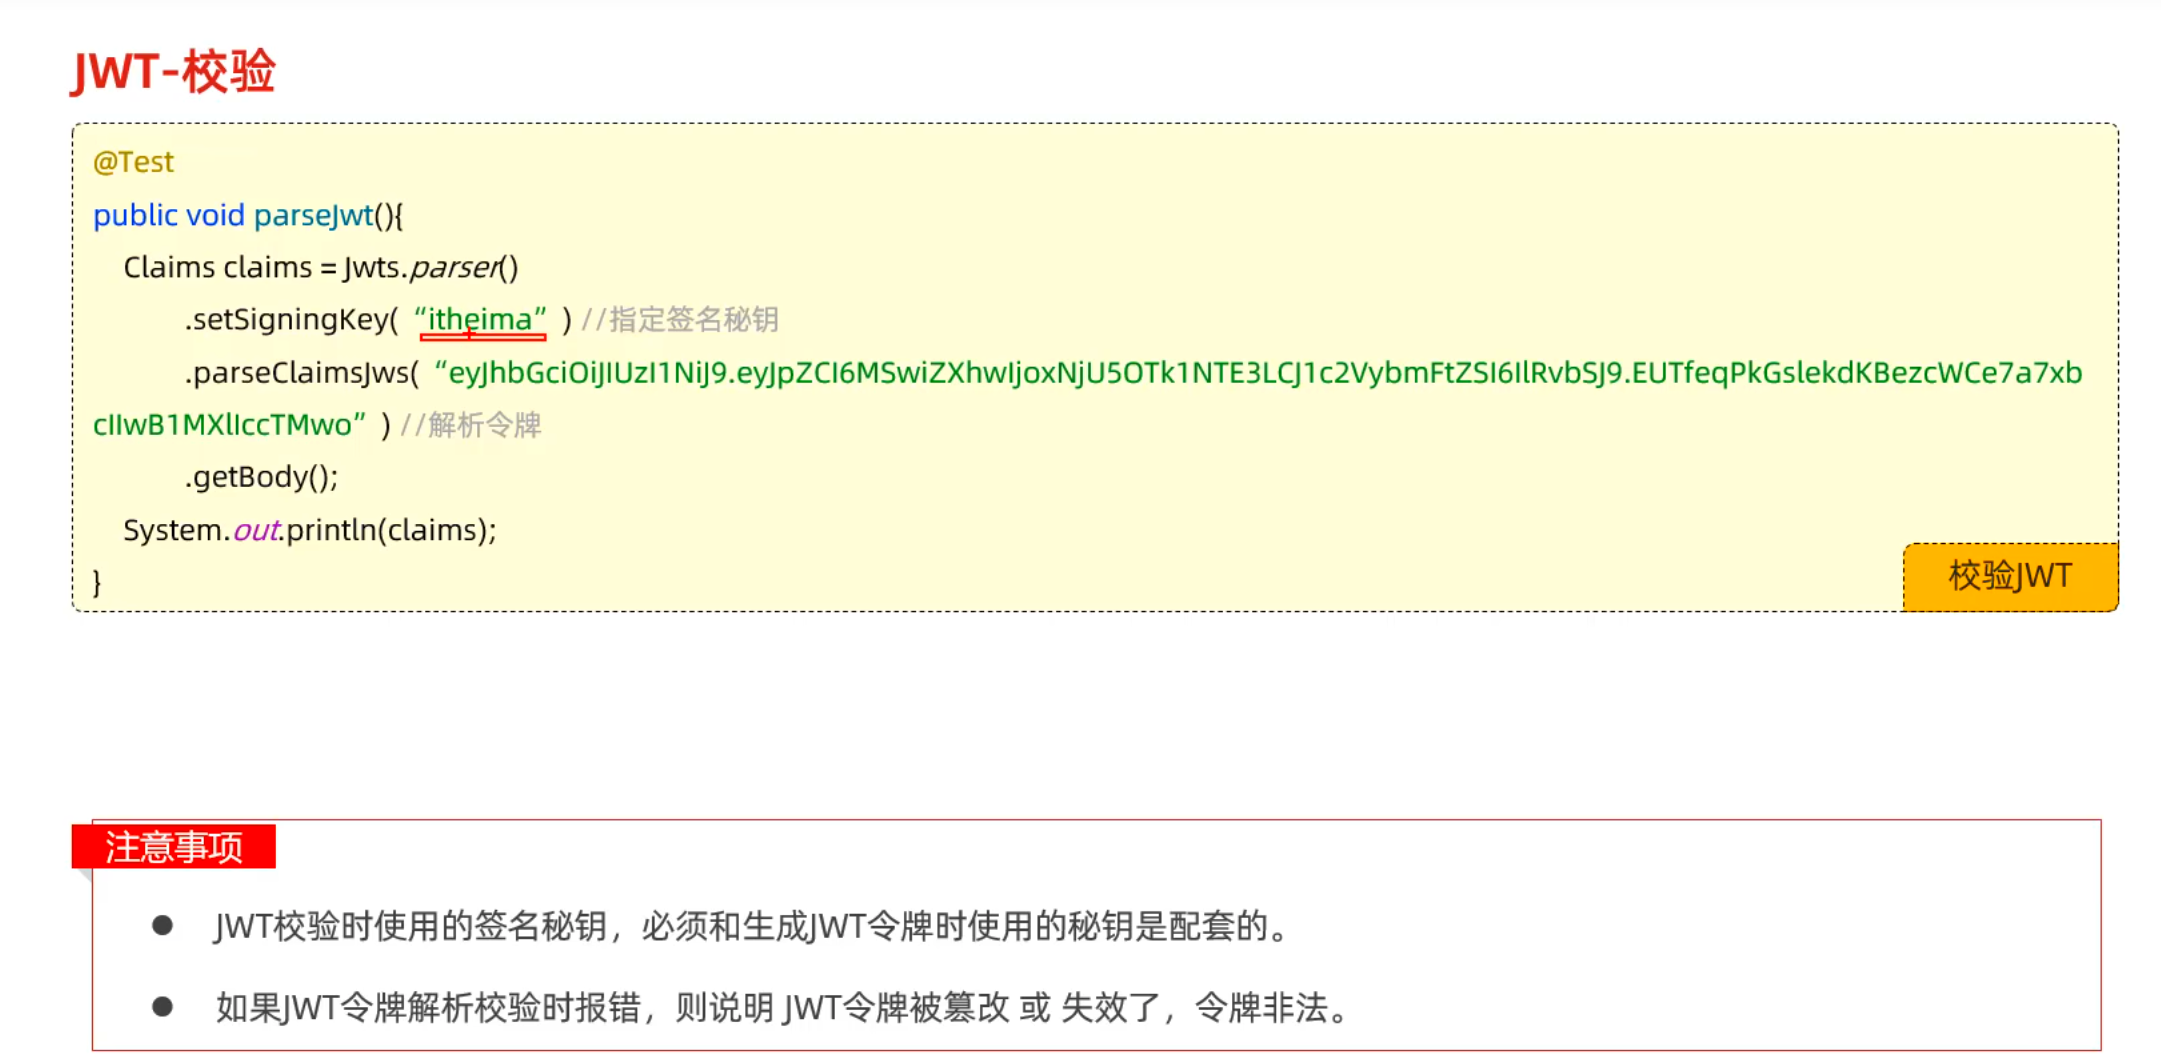 JWT-校验
@Test
public void parseJwt(){
Claims claims = Jwts.parser()
.setSigningKey( “itheima” ) //指定签名秘钥
.parseClaimsJws( “eyJhbGciOiJIUzI1NiJ9.eyJpZCI6MSwiZXhwIjoxNjU5OTk1NTE3LCJ1c2VybmFtZSI6IlRvbSJ9.EUTfeqPkGslekdKBezcWCe7a7xb
cIIwB1MXlIccTMwo” ) //解析令牌
.getBody();
System.out.println(claims);
}
校验JWT
注意事项
● JWT校验时使用的签名秘钥，必须和生成JWT令牌时使用的秘钥是配套的。
● 如果JWT令牌解析校验时报错，则说明 JWT令牌被篡改 或 失效了，令牌非法。